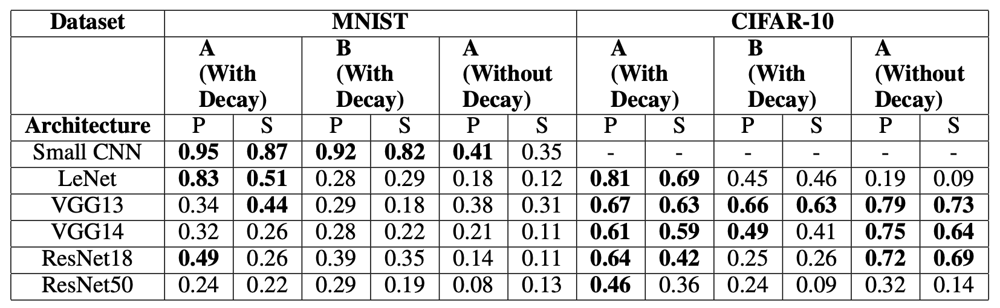 Dataset MNIST CIFAR-10
A B A A B A
(With (With (Without (With (With (Without
Decay) Decay) Decay) Decay) Decay) Decay)
Architecture P S P S P S P S P S P S
Small CNN 0.95 0.87 0.92 0.82 0.41 0.35 - - - - - -
LeNet 0.83 0.51 0.28 0.29 0.18 0.12 0.81 0.69 0.45 0.46 0.19 0.09
VGG13 0.34 0.44 0.29 0.18 0.38 0.31 0.67 0.63 0.66 0.63 0.79 0.73
VGG14 0.32 0.26 0.28 0.22 0.21 0.11 0.61 0.59 0.49 0.41 0.75 0.64
ResNet18 0.49 0.26 0.39 0.35 0.14 0.11 0.64 0.42 0.25 0.26 0.72 0.69
ResNet50 0.24 0.22 0.29 0.19 0.08 0.13 0.46 0.36 0.24 0.09 0.32 0.14